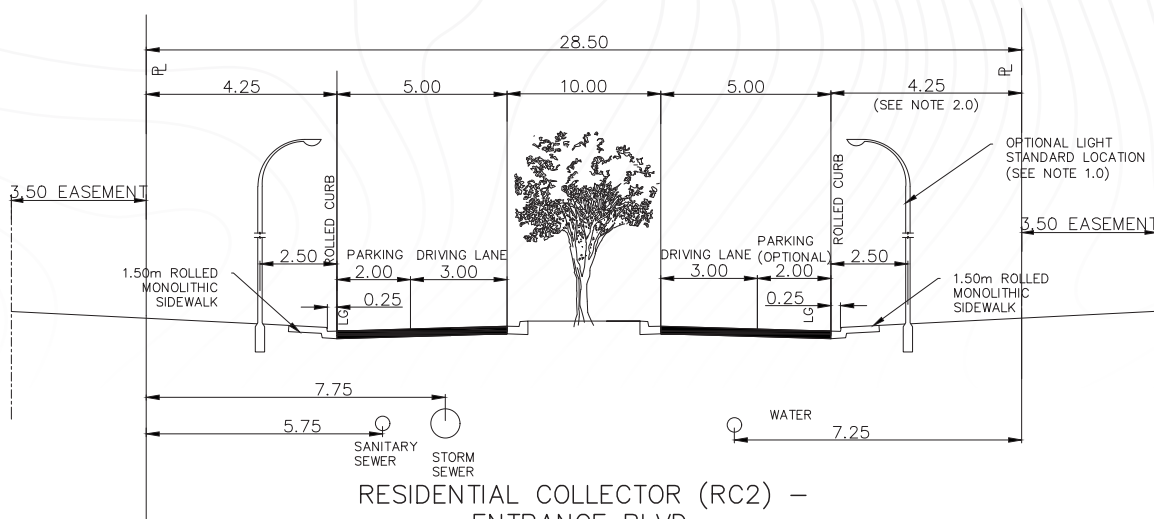 28.50
PL
PL
4.25
5.00
10.00
5.00
4.25
(SEE NOTE 2.0)
OPTIONAL LIGHT
STANDARD LOCATION
(SEE NOTE 1.0)
3.50 EASEMENT
ROLLED CURB
ROLLED CURB
3.50 EASEMENT
2.50
PARKING
DRIVING LANE
2.00
3.00
DRIVING LANE
PARKING
(OPTIONAL)
3.00
2.00
2.50
1.50m ROLLED
MONOLITHIC
SIDEWALK
0.25
LG
0.25
LG
1.50m ROLLED
MONOLITHIC
SIDEWALK
7.75
5.75
SANITARY
SEWER
STORM
SEWER
WATER
7.25
RESIDENTIAL COLLECTOR (RC2) –
ENTRANCE BLVD